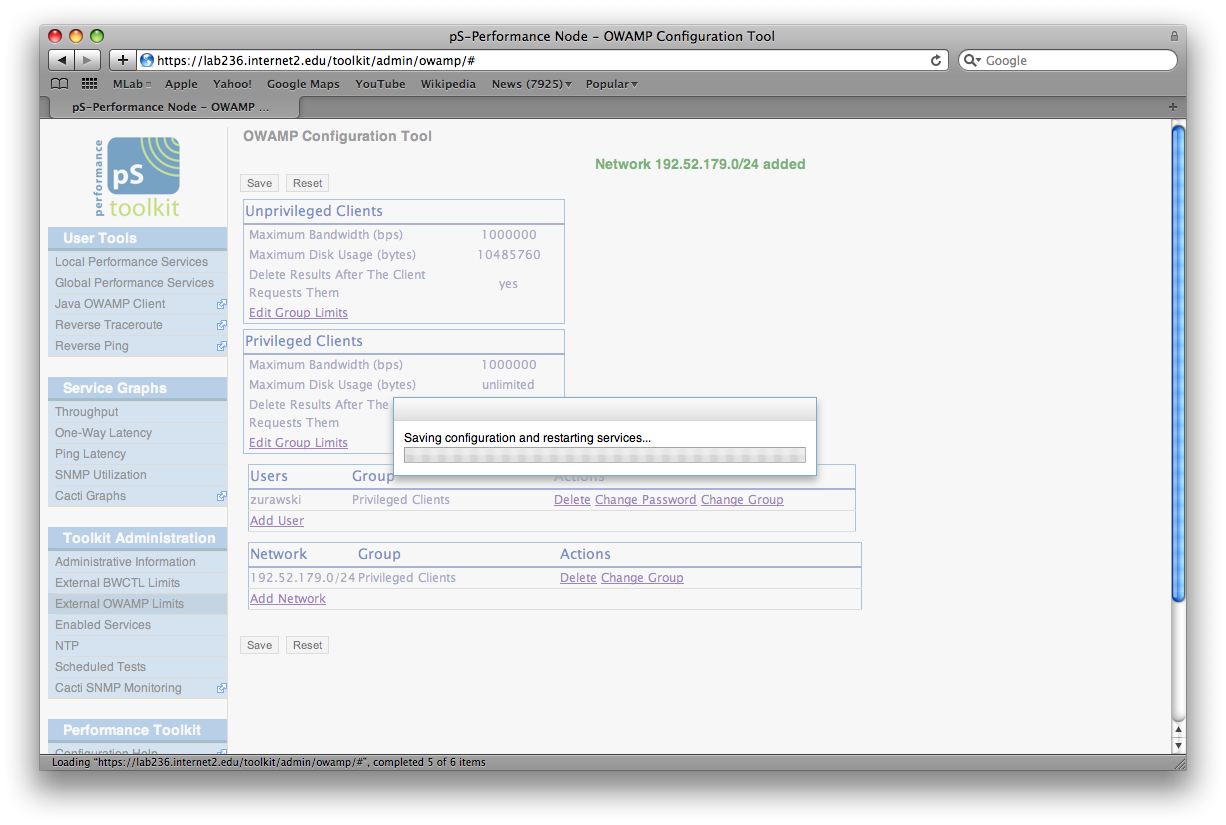 pS-Performance Node – OWAMP Configuration Tool
https://lab236.internet2.edu/toolkit/admin/owamp/#
Google
MLab Apple Yahoo! Google Maps YouTube Wikipedia News (7925) Popular
pS-Performance Node – OWAMP ...
performance
pS
toolkit
User Tools
Local Performance Services
Global Performance Services
Java OWAMP Client
Reverse Traceroute
Reverse Ping
Service Graphs
Throughput
One-Way Latency
Ping Latency
SNMP Utilization
Cacti Graphs
Toolkit Administration
Administrative Information
External BWCTL Limits
External OWAMP Limits
Enabled Services
NTP
Scheduled Tests
Cacti SNMP Monitoring
Performance Toolkit
Configuration Help
OWAMP Configuration Tool
Network 192.52.179.0/24 added
Save Reset
Unprivileged Clients
Maximum Bandwidth (bps) 1000000
Maximum Disk Usage (bytes) 10485760
Delete Results After The Client
Requests Them yes
Edit Group Limits
Privileged Clients
Maximum Bandwidth (bps) 1000000
Maximum Disk Usage (bytes) unlimited
Delete Results After The
Requests Them
Edit Group Limits
Saving configuration and restarting services...
Users Group Actions
zurawski Privileged Clients Delete Change Password Change Group
Add User
Network Group Actions
192.52.179.0/24 Privileged Clients Delete Change Group
Add Network
Save Reset
Loading “https://lab236.internet2.edu/toolkit/admin/owamp/#”, completed 5 of 6 items